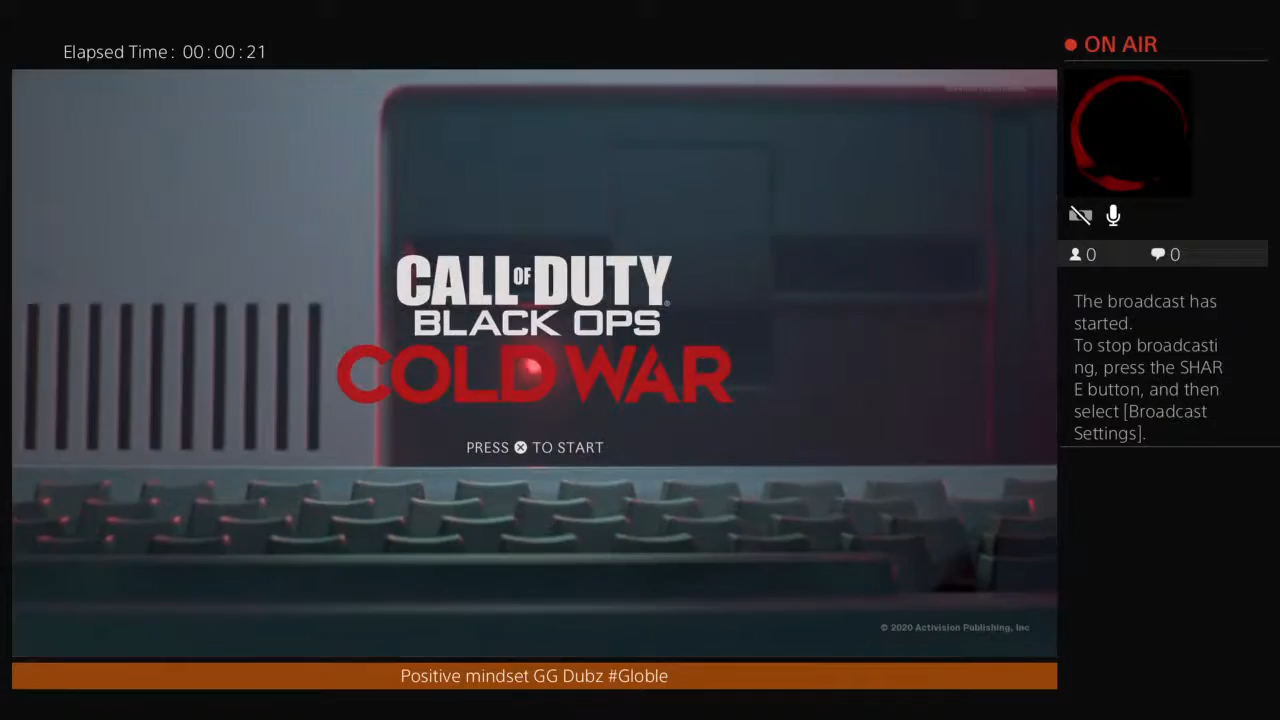 Elapsed Time: 00:00:21
ON AIR
CALL OF DUTY
BLACK OPS
COLD WAR
PRESS ⓧ TO START
0 0
The broadcast has
started.
To stop broadcasti
ng, press the SHAR
E button, and then
select [Broadcast
Settings].
© 2020 Activision Publishing, Inc
Positive mindset GG Dubz #Globle